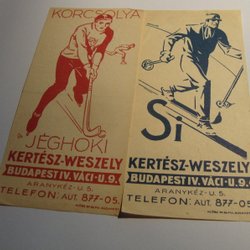 KORCSOLYA
JÉGHOKI
KERTÉSZ-WESZELY
BUDAPEST IV. VÁCI-U. 9.
ARANYKÉZ-U. 5.
TELEFON: AUT. 877-05
Sí
KERTÉSZ-WESZELY
BUDAPEST IV. VÁCI-U. 9.
ARANYKÉZ-U. 5.
TELEFON: AUT. 877-05